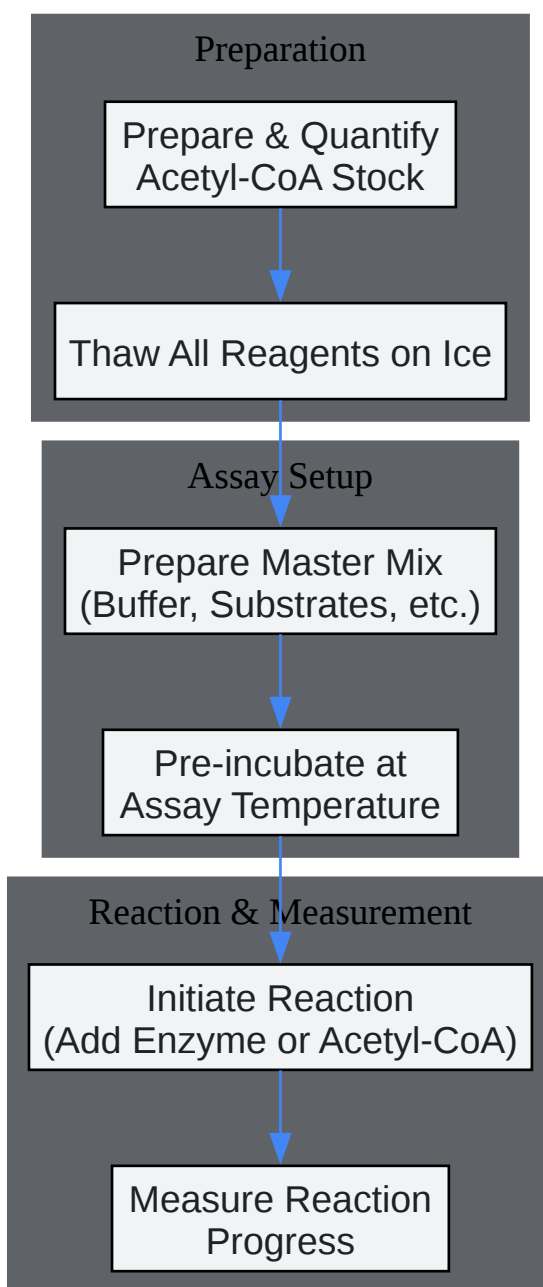 Preparation
Prepare & Quantify
Acetyl-CoA Stock
Thaw All Reagents on Ice
Assay Setup
Prepare Master Mix
(Buffer, Substrates, etc.)
Pre-incubate at
Assay Temperature
Reaction & Measurement
Initiate Reaction
(Add Enzyme or Acetyl-CoA)
Measure Reaction
Progress